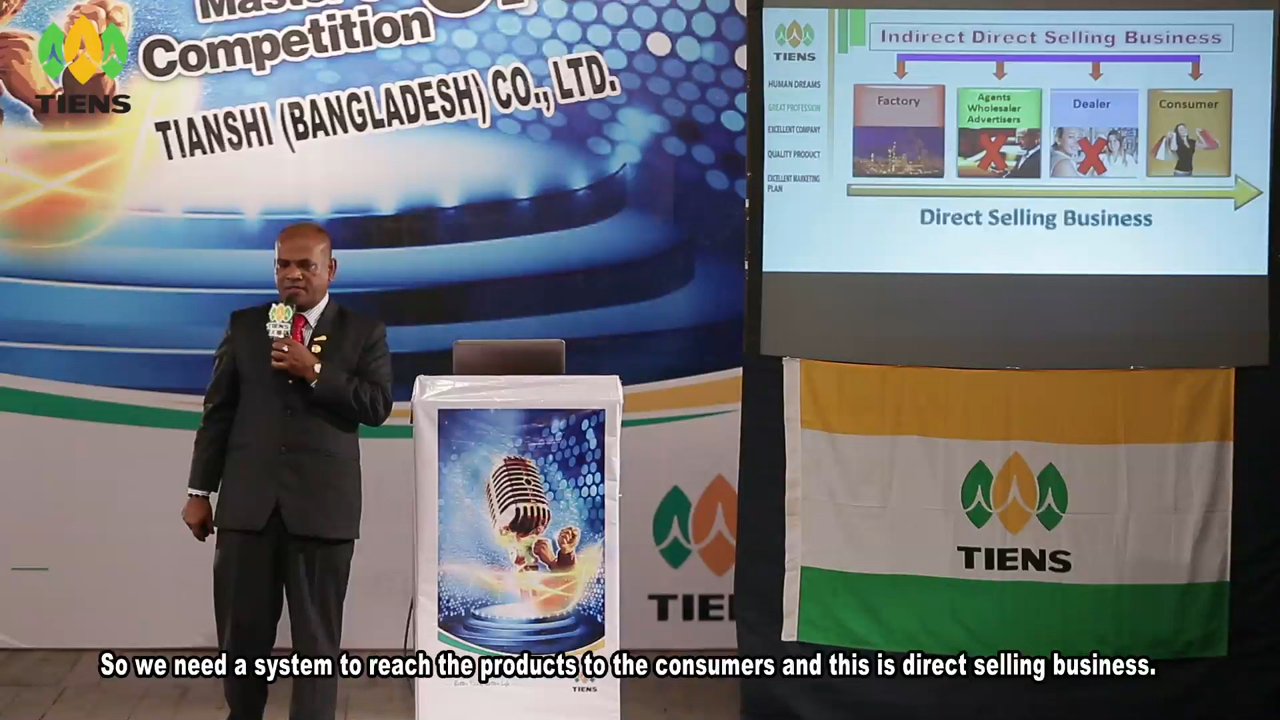 Competition
TIANSHI (BANGLADESH) CO., LTD.
TIENS
Indirect Direct Selling Business
TIENS
HUMAN DREAMS
GREAT PROFESSION
EXCELLENT COMPANY
QUALITY PRODUCT
EXCELLENT MARKETING
PLAN
Factory
Agents
Wholesaler
Advertisers
Dealer
Consumer
Direct Selling Business
TIENS
TIENS
TIENS
So we need a system to reach the products to the consumers and this is direct selling business.